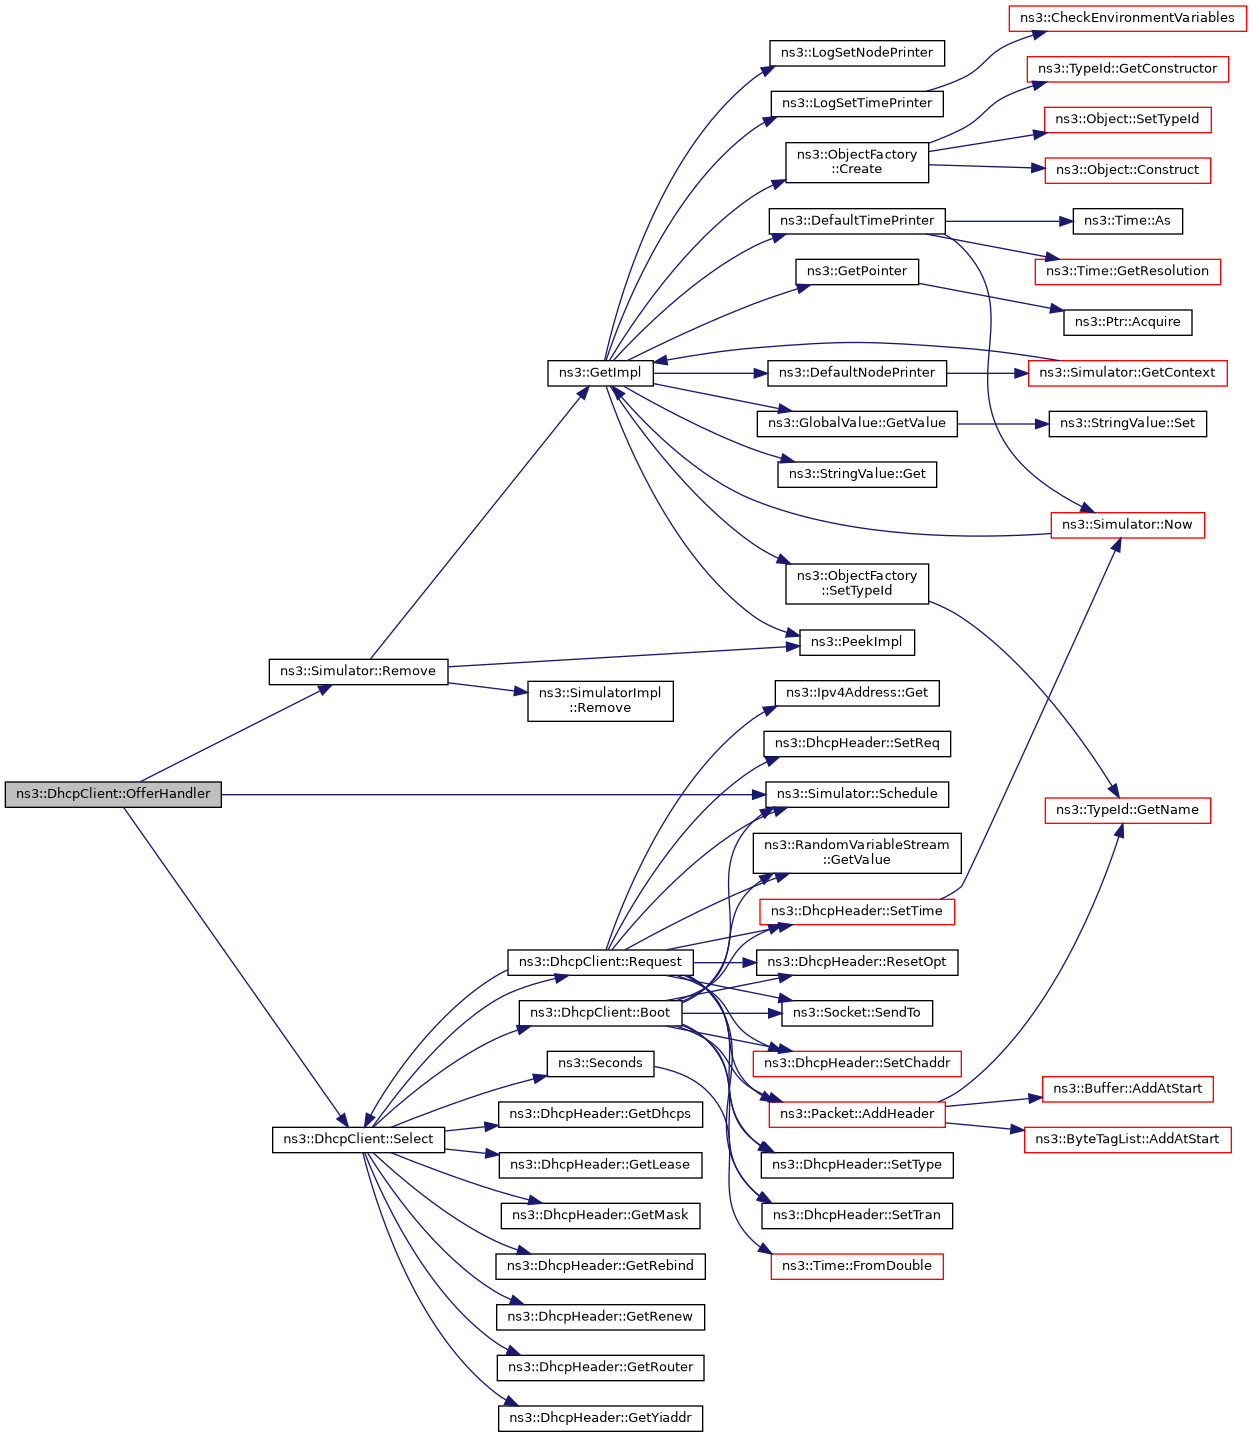 ns3::CheckEnvironmentVariables
ns3::LogSetNodePrinter
ns3::TypeId::GetConstructor
ns3::LogSetTimePrinter
ns3::Object::SetTypeId
ns3::ObjectFactory
::Create
ns3::Object::Construct
ns3::DefaultTimePrinter
ns3::Time::As
ns3::GetPointer
ns3::Time::GetResolution
ns3::Ptr::Acquire
ns3::GetImpl
ns3::DefaultNodePrinter
ns3::Simulator::GetContext
ns3::GlobalValue::GetValue
ns3::StringValue::Set
ns3::StringValue::Get
ns3::Simulator::Now
ns3::ObjectFactory
::SetTypeId
ns3::PeekImpl
ns3::Simulator::Remove
ns3::SimulatorImpl
::Remove
ns3::Ipv4Address::Get
ns3::DhcpHeader::SetReq
ns3::DhcpClient::OfferHandler
ns3::Simulator::Schedule
ns3::TypeId::GetName
ns3::RandomVariableStream
::GetValue
ns3::DhcpHeader::SetTime
ns3::DhcpClient::Request
ns3::DhcpHeader::ResetOpt
ns3::DhcpClient::Boot
ns3::Socket::SendTo
ns3::Seconds
ns3::DhcpHeader::SetChaddr
ns3::Buffer::AddAtStart
ns3::DhcpHeader::GetDhcps
ns3::Packet::AddHeader
ns3::DhcpClient::Select
ns3::ByteTagList::AddAtStart
ns3::DhcpHeader::GetLease
ns3::DhcpHeader::SetType
ns3::DhcpHeader::GetMask
ns3::DhcpHeader::SetTran
ns3::DhcpHeader::GetRebind
ns3::Time::FromDouble
ns3::DhcpHeader::GetRenew
ns3::DhcpHeader::GetRouter
ns3::DhcpHeader::GetYiaddr